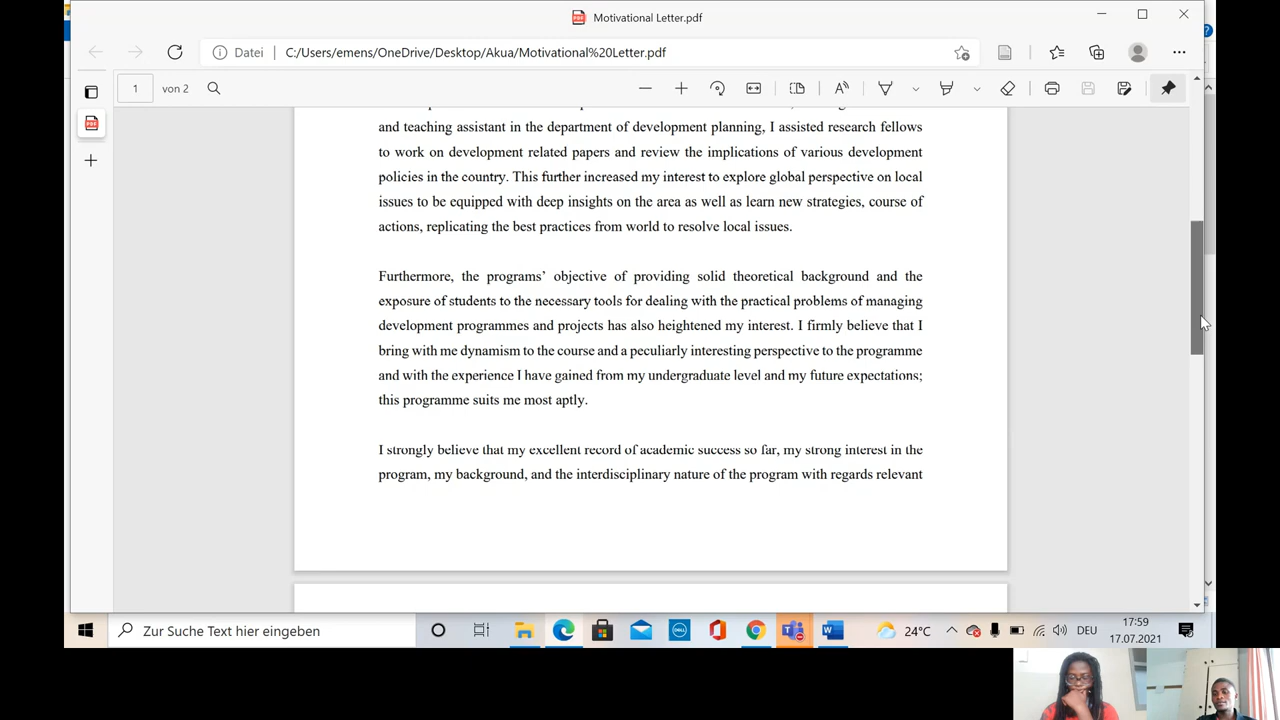 Motivational Letter.pdf
Datei
C:/Users/emens/OneDrive/Desktop/Akua/Motivational%20Letter.pdf
1 von 2
and teaching assistant in the department of development planning, I assisted research fellows
to work on development related papers and review the implications of various development
policies in the country. This further increased my interest to explore global perspective on local
issues to be equipped with deep insights on the area as well as learn new strategies, course of
actions, replicating the best practices from world to resolve local issues.
Furthermore, the programs’ objective of providing solid theoretical background and the
exposure of students to the necessary tools for dealing with the practical problems of managing
development programmes and projects has also heightened my interest. I firmly believe that I
bring with me dynamism to the course and a peculiarly interesting perspective to the programme
and with the experience I have gained from my undergraduate level and my future expectations;
this programme suits me most aptly.
I strongly believe that my excellent record of academic success so far, my strong interest in the
program, my background, and the interdisciplinary nature of the program with regards relevant
Zur Suche Text hier eingeben
DELL
24°C
DEU
17:59
17.07.2021